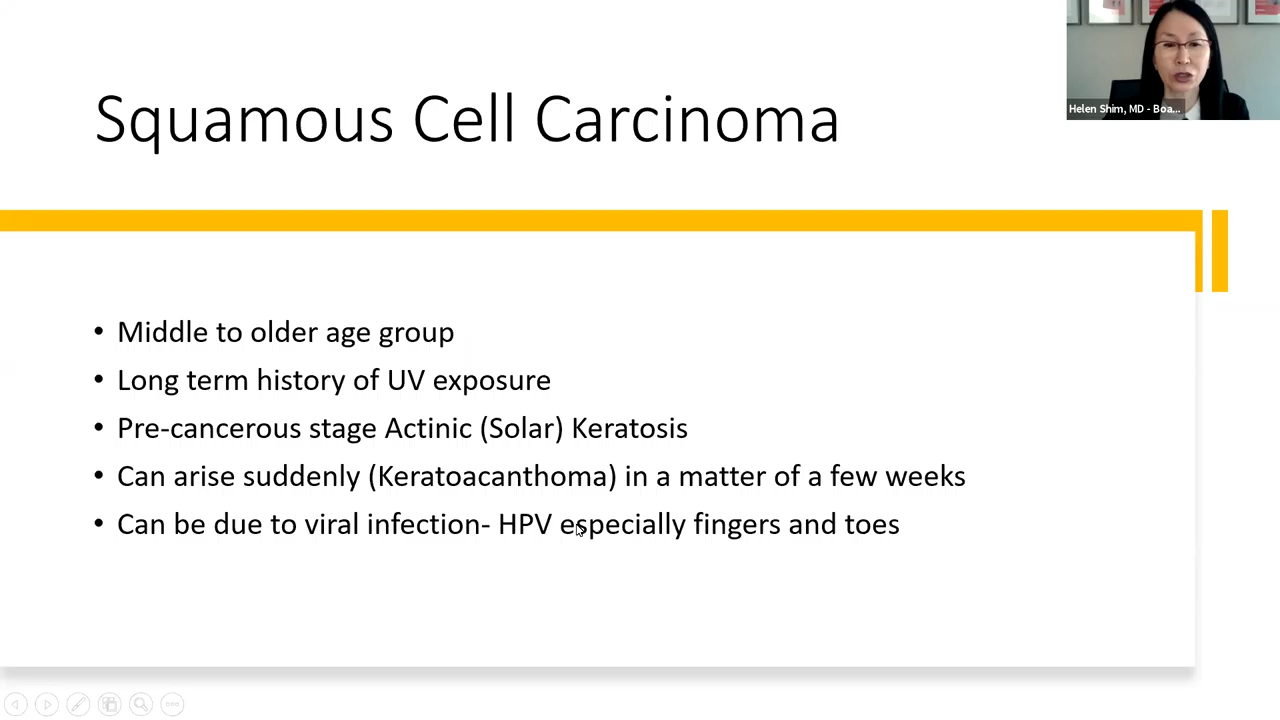 Helen Shim, MD - Boa...
Squamous Cell Carcinoma
• Middle to older age group
• Long term history of UV exposure
• Pre-cancerous stage Actinic (Solar) Keratosis
• Can arise suddenly (Keratoacanthoma) in a matter of a few weeks
• Can be due to viral infection- HPV especially fingers and toes